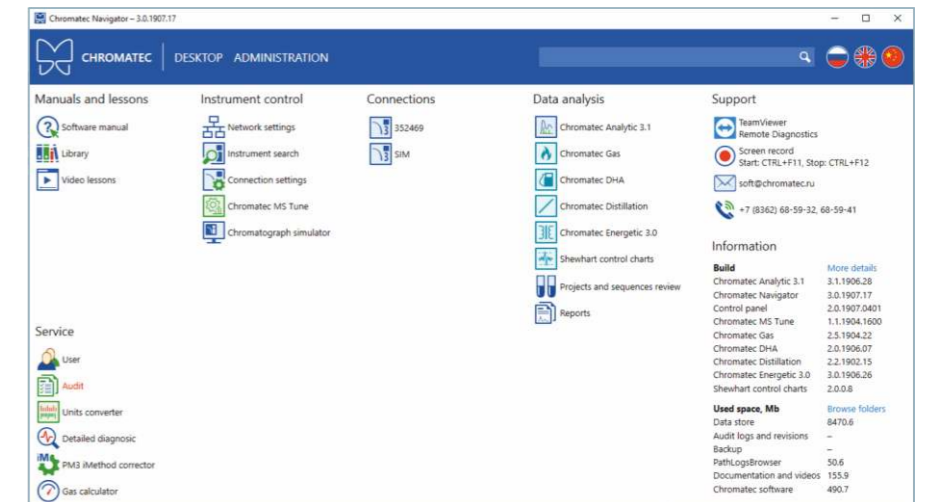 Chromatec Navigator – 3.0.1907.17
CHROMATEC
DESKTOP ADMINISTRATION
Manuals and lessons
Software manual
Library
Video lessons
Instrument control
Network settings
Instrument search
Connection settings
Chromatec MS Tune
Chromatograph simulator
Connections
352469
SIM
Data analysis
Chromatec Analytic 3.1
Chromatec Gas
Chromatec DHA
Chromatec Distillation
Chromatec Energetic 3.0
Shewhart control charts
Projects and sequences review
Reports
Support
TeamViewer
Remote Diagnostics
Screen record
Start: CTRL+F11, Stop: CTRL+F12
soft@chromatec.ru
+7 (8362) 68-59-32, 68-59-41
Information
Build More details
Chromatec Analytic 3.1 3.1.1906.28
Chromatec Navigator 3.0.1907.17
Control panel 2.0.1907.0401
Chromatec MS Tune 1.1.1904.1600
Chromatec Gas 2.5.1904.22
Chromatec DHA 2.0.1906.07
Chromatec Distillation 2.2.1902.15
Chromatec Energetic 3.0 3.0.1906.26
Shewhart control charts 2.0.0.8
Used space, Mb Browse folders
Data store 8470.6
Audit logs and revisions –
Backup –
PathLogsBrowser 50.6
Documentation and videos 155.9
Chromatec software 490.7
Service
User
Audit
Units converter
Detailed diagnostic
iM
PM3 iMethod corrector
Gas calculator